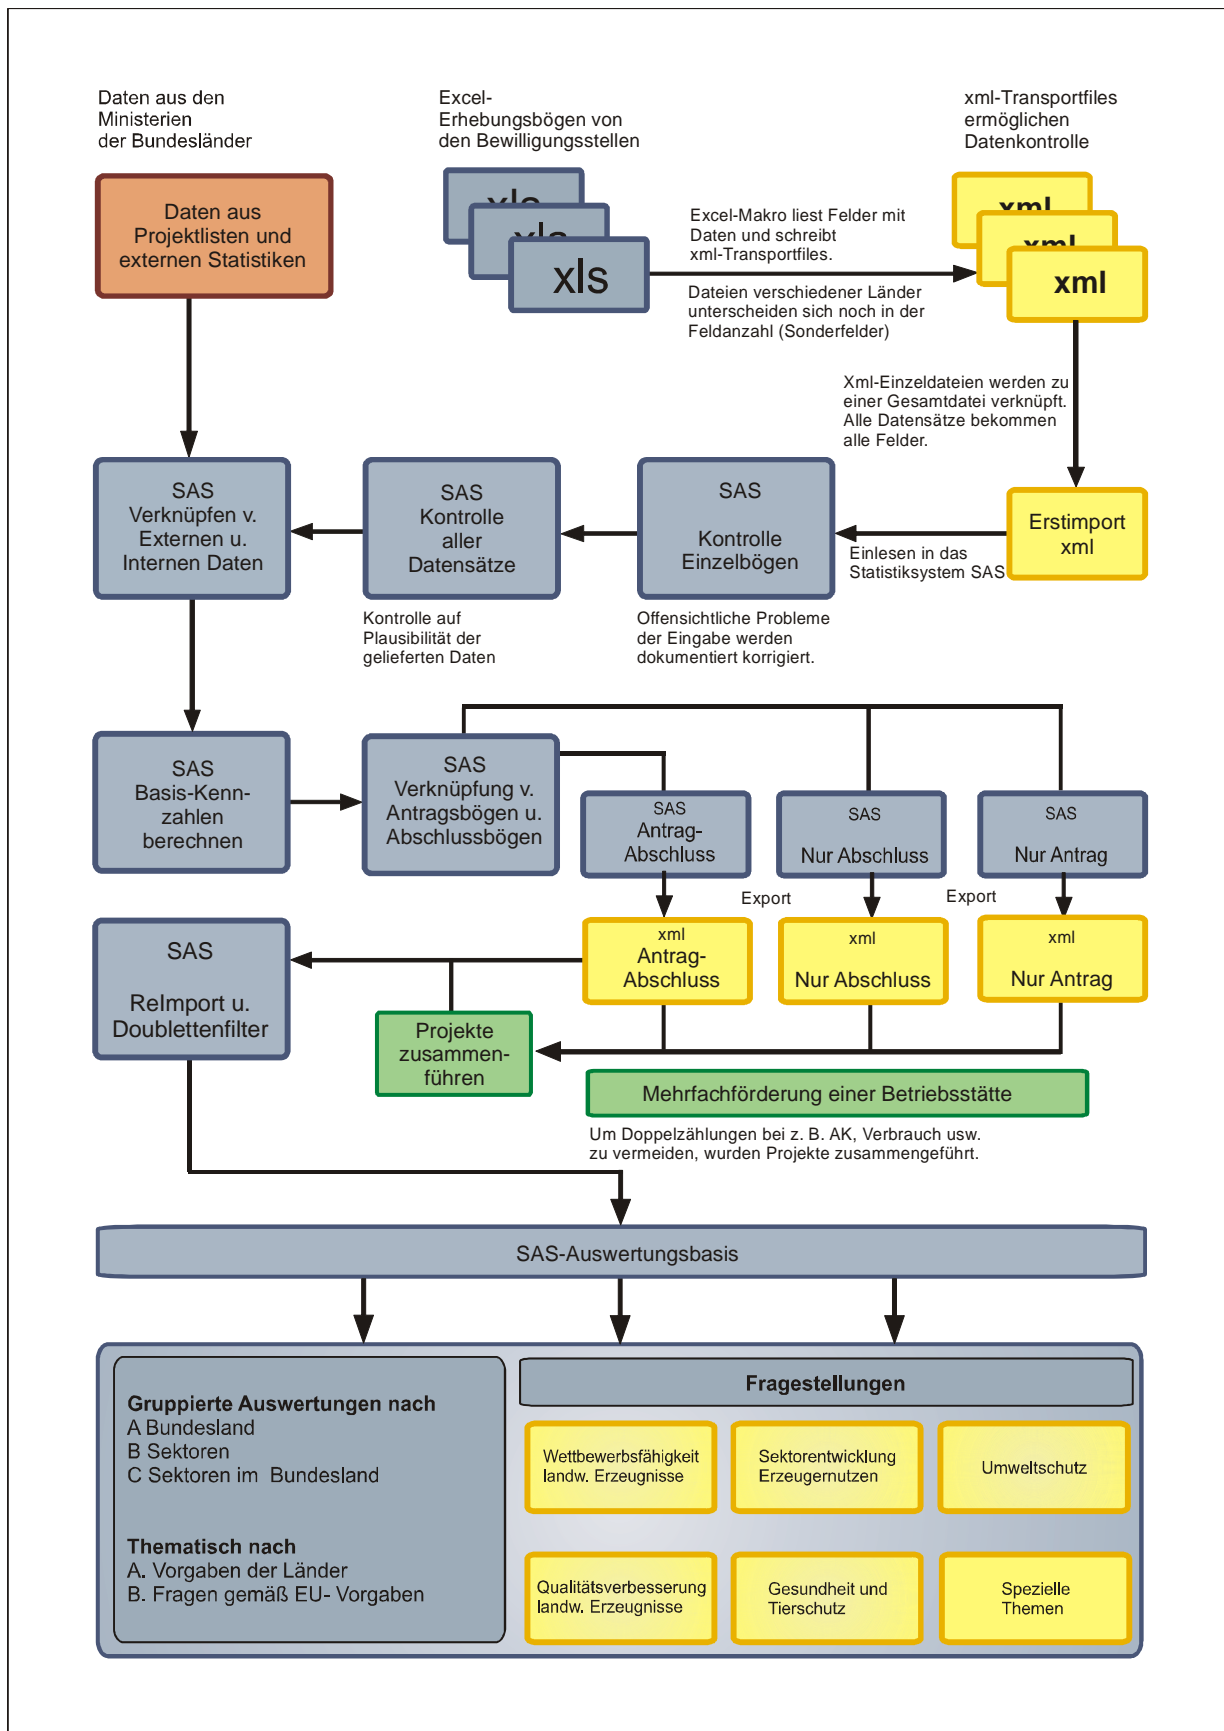 Daten aus den
Ministerien
der Bundesländer
Excel-
Erhebungsbögen von
den Bewilligungsstellen
xml-Transportfiles
ermöglichen
Datenkontrolle
Daten aus
Projektlisten und
externen Statistiken
xls
xls
xls
Excel-Makro liest Felder mit
Daten und schreibt
xml-Transportfiles.
Dateien verschiedener Länder
unterscheiden sich noch in der
Feldanzahl (Sonderfelder)
xml
xml
xml
Xml-Einzeldateien werden zu
einer Gesamtdatei verknüpft.
Alle Datensätze bekommen
alle Felder.
SAS
Verknüpfen v.
Externen u.
Internen Daten
SAS
Kontrolle
aller
Datensätze
SAS
Kontrolle
Einzelbögen
Erstimport
xml
Einlesen in das
Statistiksystem SAS
Kontrolle auf
Plausibilität der
gelieferten Daten
Offensichtliche Probleme
der Eingabe werden
dokumentiert korrigiert.
SAS
Basis-Kenn-
zahlen
berechnen
SAS
Verknüpfung v.
Antragsbögen u.
Abschlussbögen
SAS
Antrag-
Abschluss
SAS
Nur Abschluss
SAS
Nur Antrag
Export
Export
SAS
ReImport u.
Doublettenfilter
xml
Antrag-
Abschluss
xml
Nur Abschluss
xml
Nur Antrag
Projekte
zusammen-
führen
Mehrfachförderung einer Betriebsstätte
Um Doppelzählungen bei z. B. AK, Verbrauch usw.
zu vermeiden, wurden Projekte zusammengeführt.
SAS-Auswertungsbasis
Gruppierte Auswertungen nach
A Bundesland
B Sektoren
C Sektoren im Bundesland
Thematisch nach
A. Vorgaben der Länder
B. Fragen gemäß EU- Vorgaben
Fragestellungen
Wettbewerbsfähigkeit
landw. Erzeugnisse
Sektorentwicklung
Erzeugernutzen
Umweltschutz
Qualitätsverbesserung
landw. Erzeugnisse
Gesundheit und
Tierschutz
Spezielle
Themen